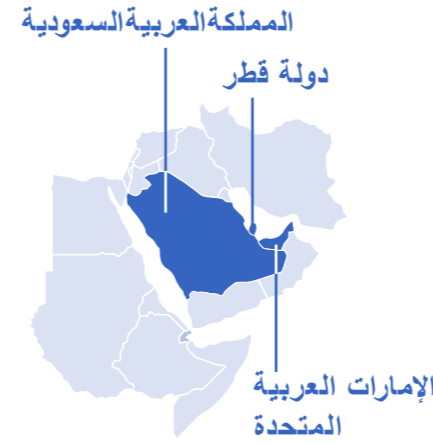 المملكة العربية السعودية
دولة قطر
الإمارات العربية
المتحدة